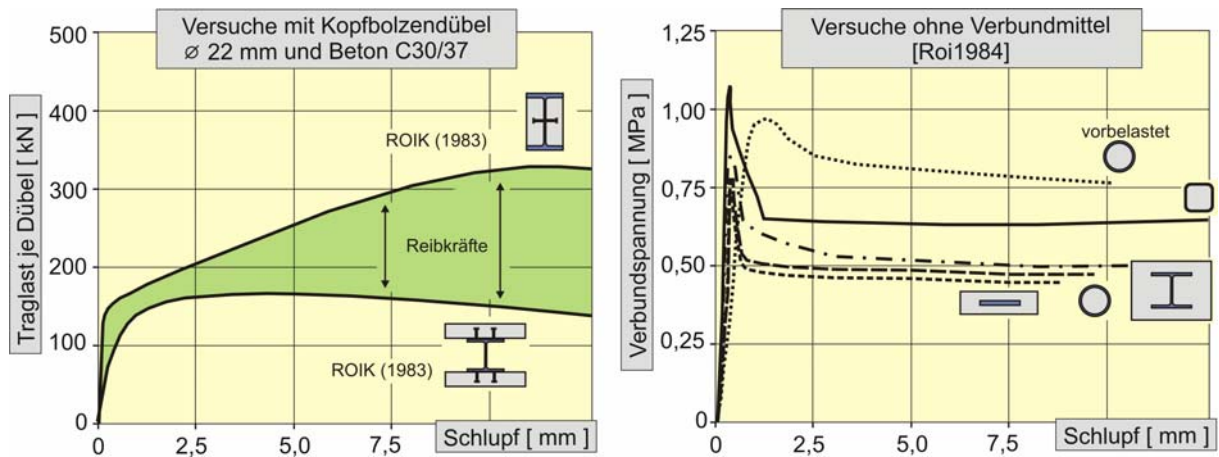 Versuche mit Kopfbolzendübel
ø 22 mm und Beton C30/37
Traglast je Dübel [ kN ]
500
400
300
200
100
0
ROIK (1983)
Reibkräfte
ROIK (1983)
0
2,5
5,0
7,5
Schlupf [ mm ]
Versuche ohne Verbundmittel
[Roi1984]
Verbundspannung [ MPa ]
1,25
1,00
0,75
0,50
0,25
0
vorbelastet
0
2,5
5,0
7,5
Schlupf [ mm ]